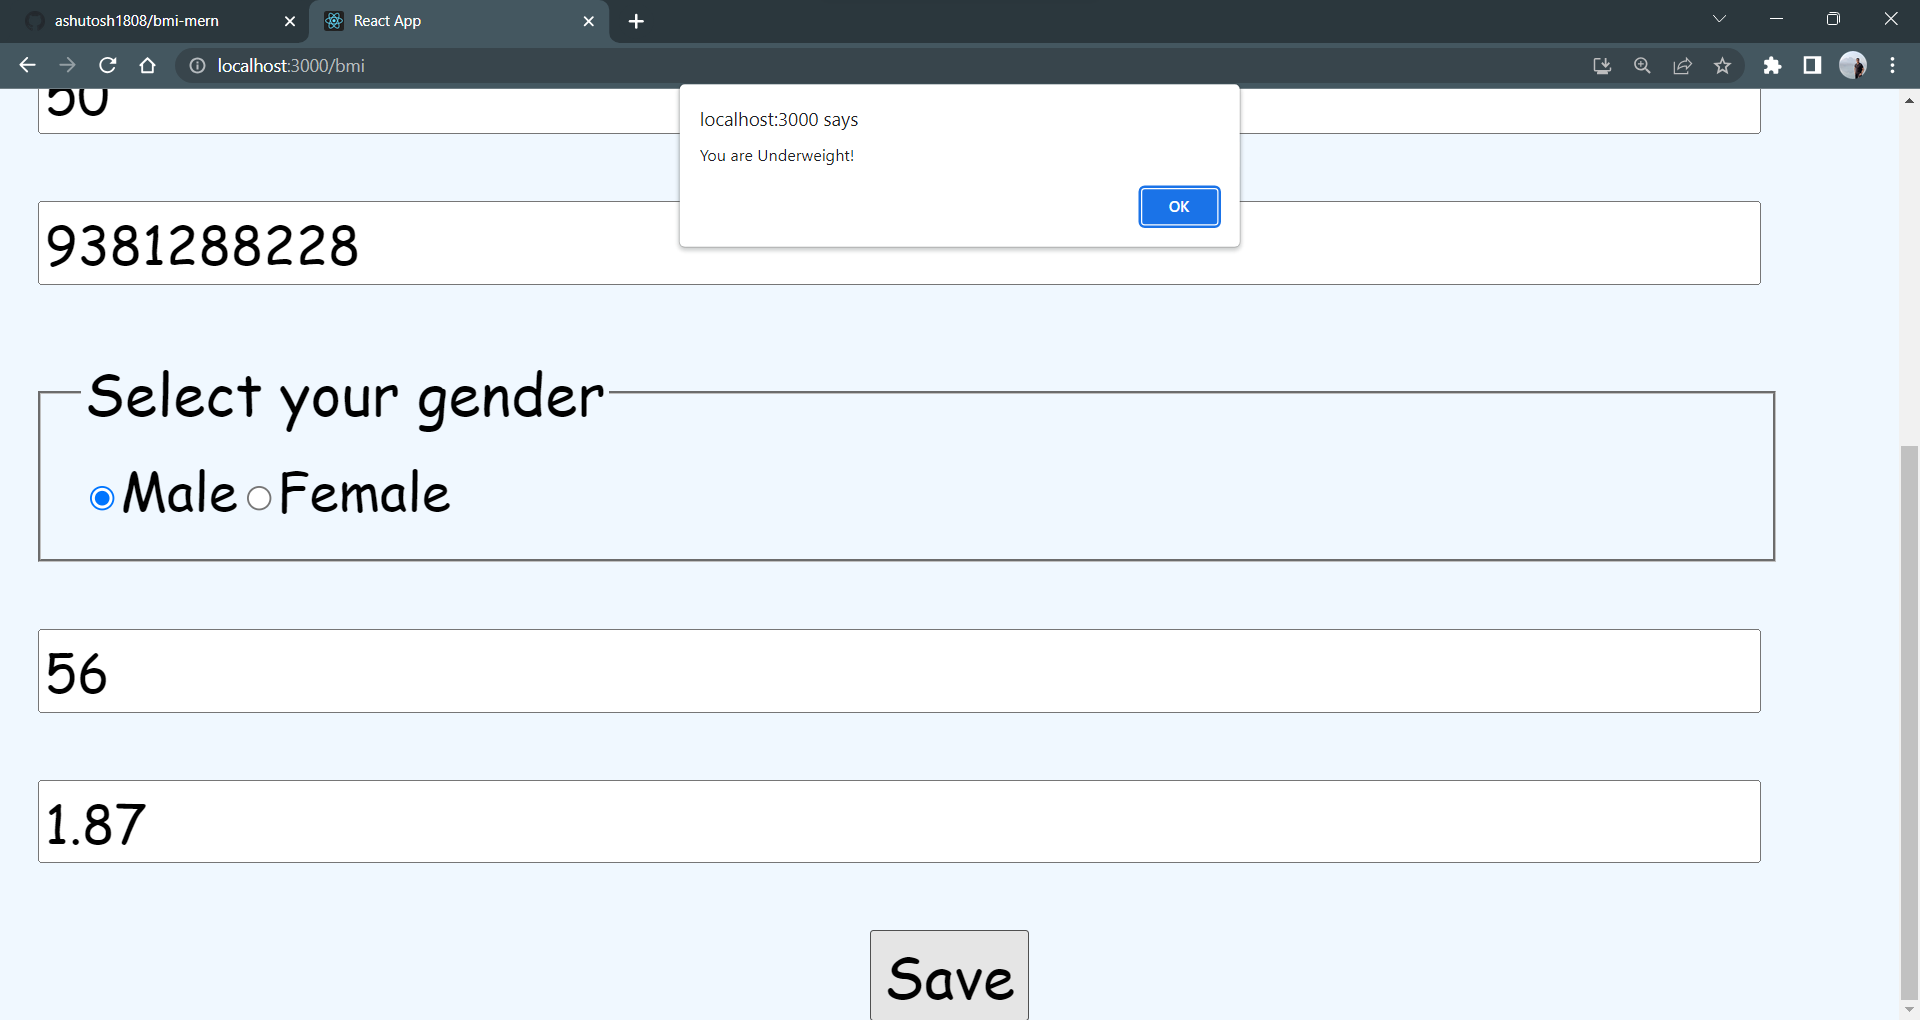 ashutosh1808/bmi-mern
React App
localhost:3000/bmi
50
localhost:3000 says
You are Underweight!
OK
9381288228
Select your gender
Male Female
56
1.87
Save